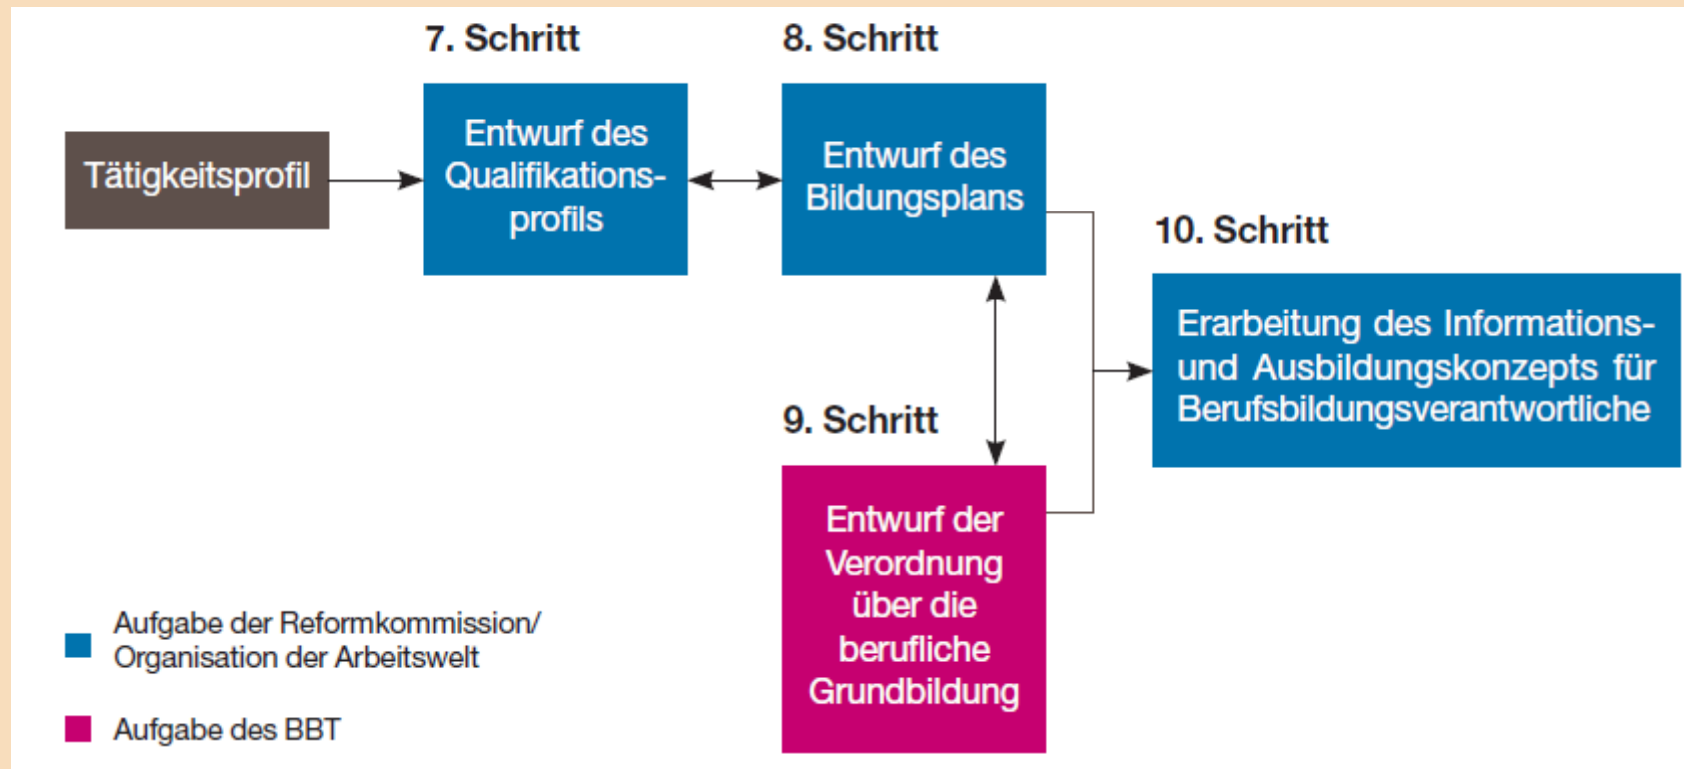 7. Schritt
8. Schritt
Tätigkeitsprofil
Entwurf des
Qualifikations-
profils
Entwurf des
Bildungsplans
10. Schritt
Erarbeitung des Informations-
und Ausbildungskonzepts für
Berufsbildungsverantwortliche
9. Schritt
Entwurf der
Verordnung
über die
berufliche
Grundbildung
Aufgabe der Reformkommission/
Organisation der Arbeitswelt
Aufgabe des BBT